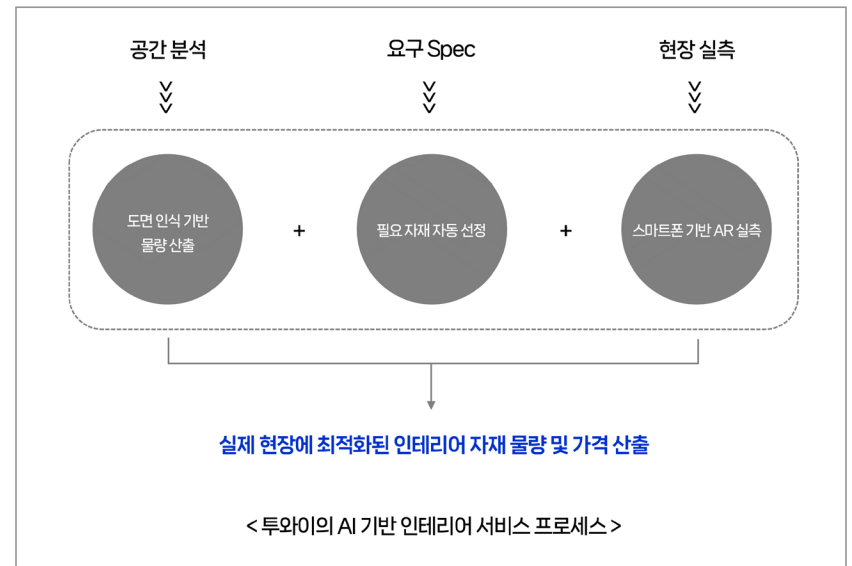 공간 분석
요구 Spec
현장 실측
도면 인식 기반
물량 산출
+
필요 자재 자동 선정
+
스마트폰 기반 AR 실측
실제 현장에 최적화된 인테리어 자재 물량 및 가격 산출
< 투와이의 AI 기반 인테리어 서비스 프로세스 >